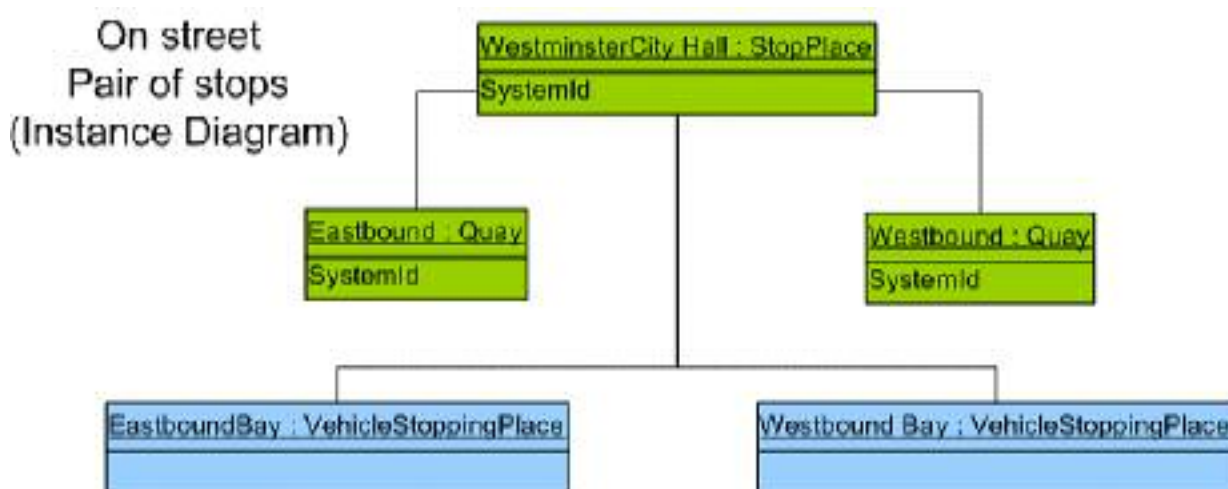 On street
Pair of stops
(Instance Diagram)
WestminsterCity Hall : StopPlace
SystemId
Eastbound : Quay
SystemId
Westbound : Quay
SystemId
EastboundBay : VehicleStoppingPlace
Westbound Bay : VehicleStoppingPlace